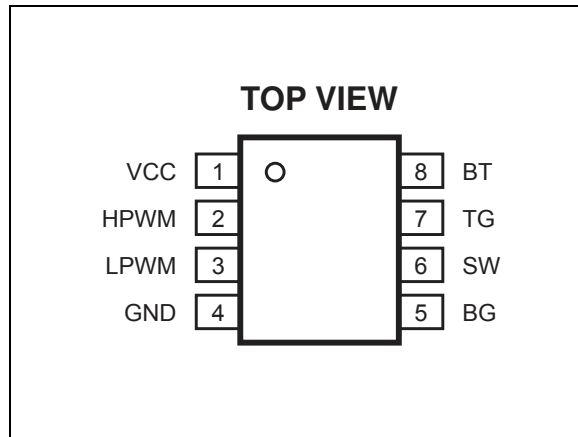 TOP VIEW
VCC 1 8 BT
HPWM 2 7 TG
LPWM 3 6 SW
GND 4 5 BG